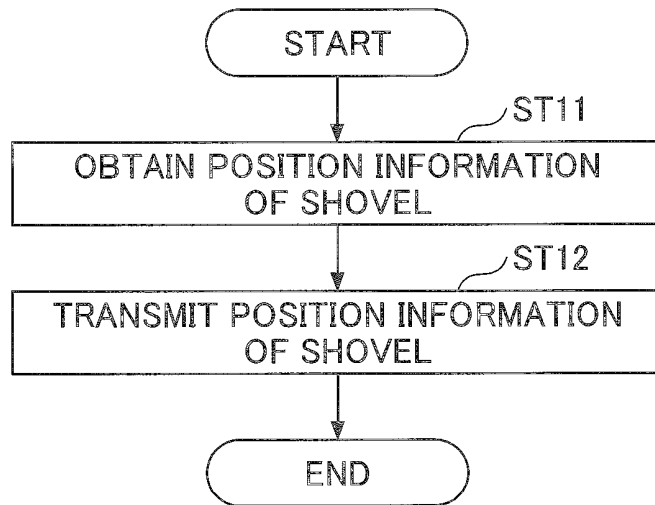 START
ST11
OBTAIN POSITION INFORMATION
OF SHOVEL
ST12
TRANSMIT POSITION INFORMATION
OF SHOVEL
END